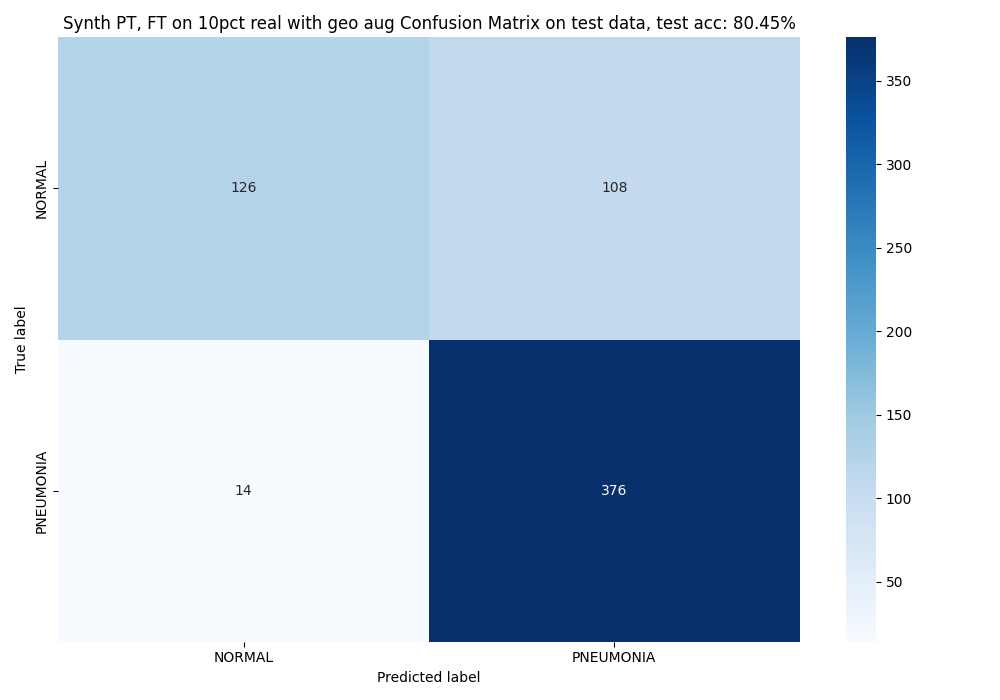 Synth PT, FT on 10pct real with geo aug Confusion Matrix on test data, test acc: 80.45%
350
NORMAL
126
108
300
250
True label
200
150
PNEUMONIA
14
376
100
50
NORMAL
PNEUMONIA
Predicted label